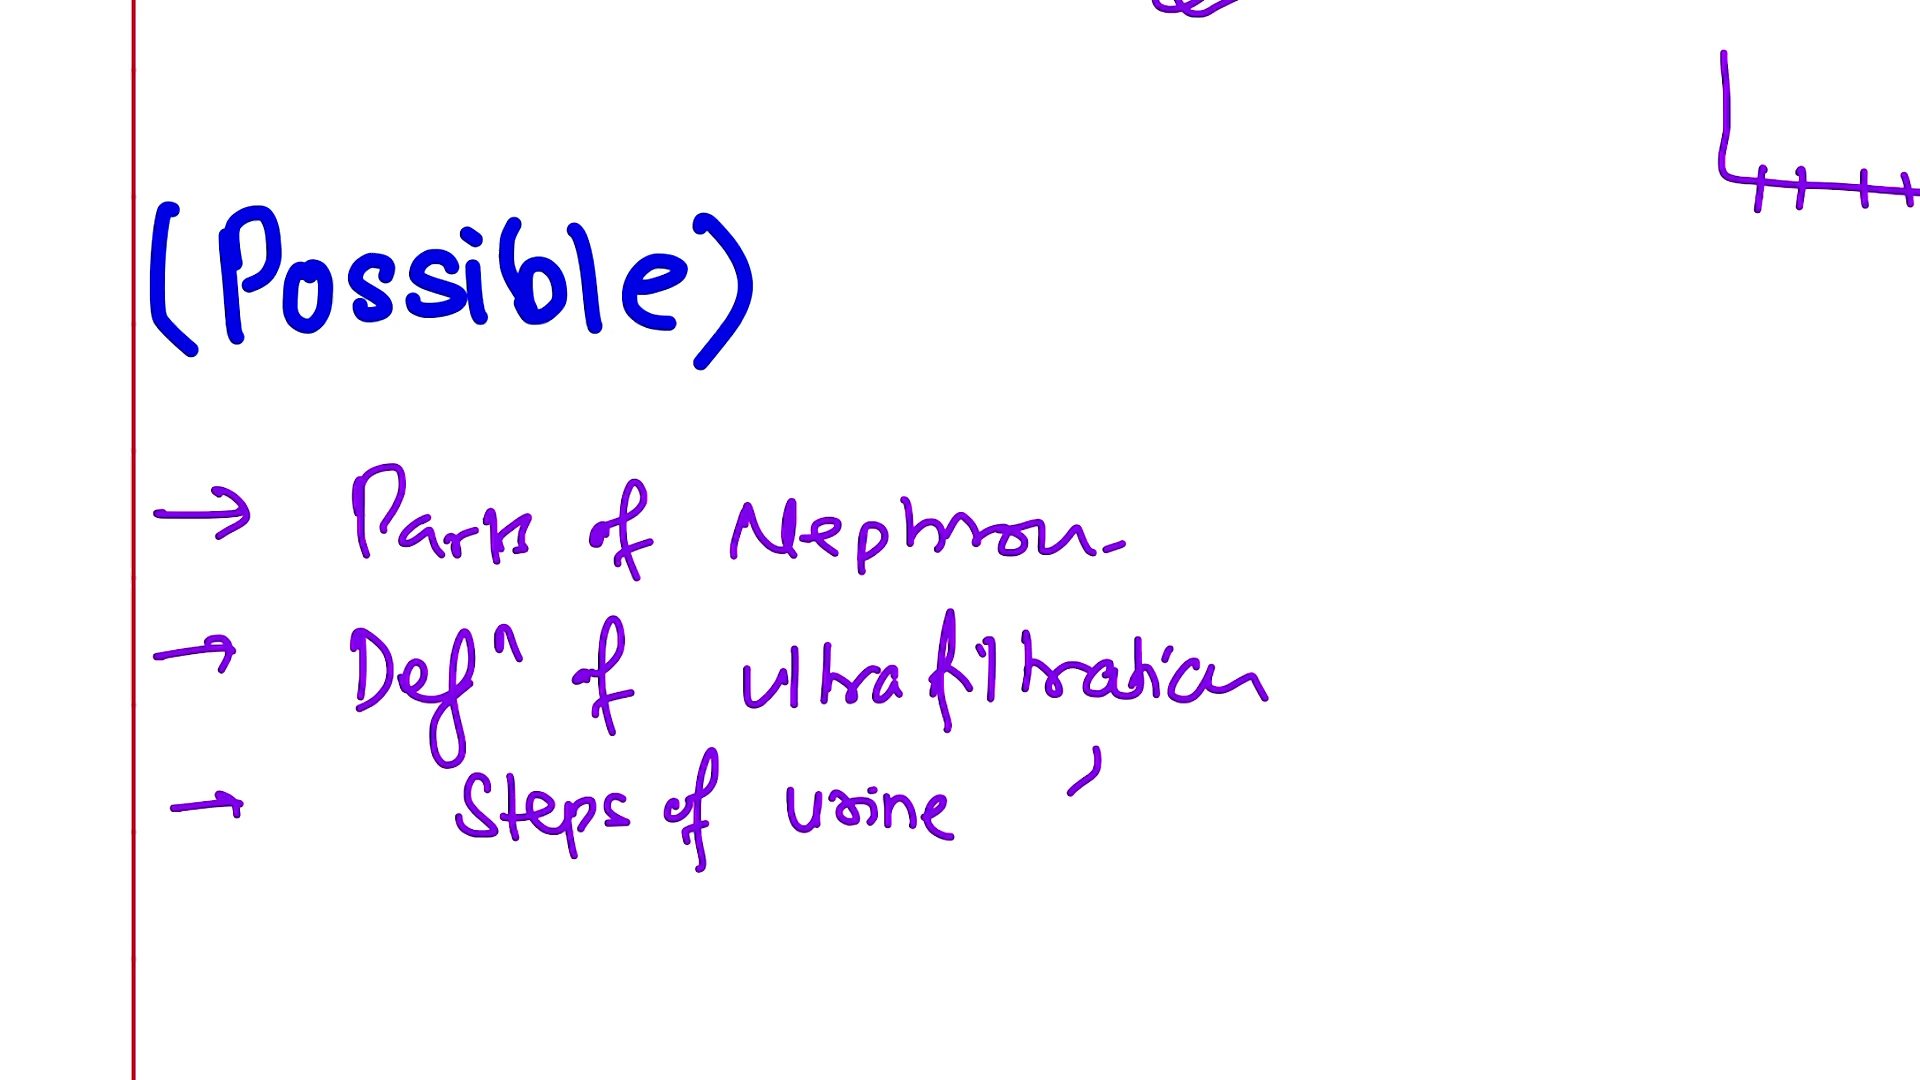 (Possible)
→ Parts of Nephron.
→ Defⁿ of ultrafiltration
→ Steps of urine